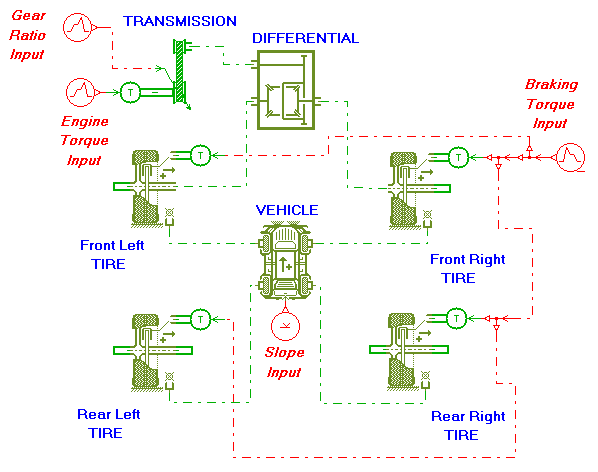 Gear
Ratio
Input
TRANSMISSION
DIFFERENTIAL
T
Engine
Torque
Input
Braking
Torque
Input
T
T
Front Left
TIRE
VEHICLE
Front Right
TIRE
T
T
Slope
Input
Rear Left
TIRE
Rear Right
TIRE